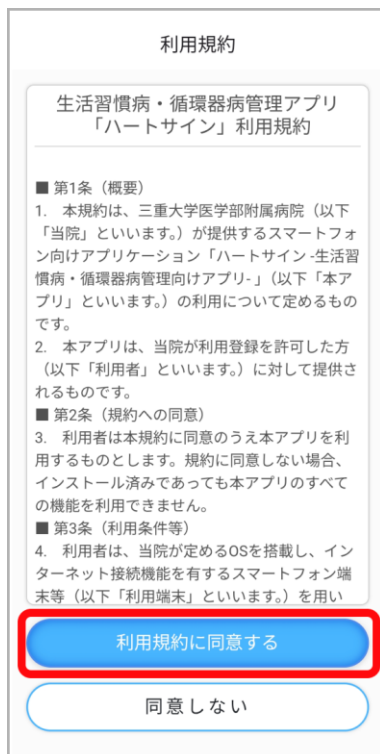 利用規約
生活習慣病・循環器病管理アプリ
「ハートサイン」利用規約
■ 第1条（概要）
1.　本規約は、三重大学医学部附属病院（以下
「当院」といいます。）が提供するスマートフォ
ン向けアプリケーション「ハートサイン -生活習
慣病・循環器病管理向けアプリ- 」（以下「本ア
プリ」といいます。）の利用について定めるもの
です。
2.　本アプリは、当院が利用登録を許可した方
（以下「利用者」といいます。）に対して提供さ
れるものです。
■ 第2条（規約への同意）
3.　利用者は本規約に同意のうえ本アプリを利
用するものとします。規約に同意しない場合、
インストール済みであっても本アプリのすべて
の機能を利用できません。
■ 第3条（利用条件等）
4.　利用者は、当院が定めるOSを搭載し、イン
ターネット接続機能を有するスマートフォン端
末等（以下「利用端末」といいます。）を用い
利用規約に同意する
同意しない